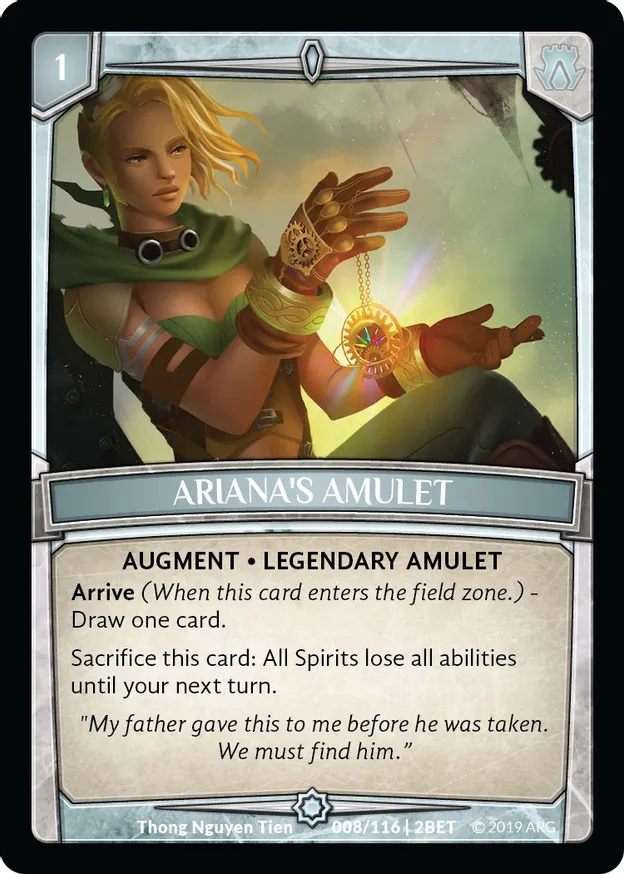 1
ARIANA'S AMULET
AUGMENT • LEGENDARY AMULET
Arrive (When this card enters the field zone.) -
Draw one card.
Sacrifice this card: All Spirits lose all abilities
until your next turn.
"My father gave this to me before he was taken.
We must find him.”
Thong Nguyen Tien 008/116 | 2BET © 2019 ARG